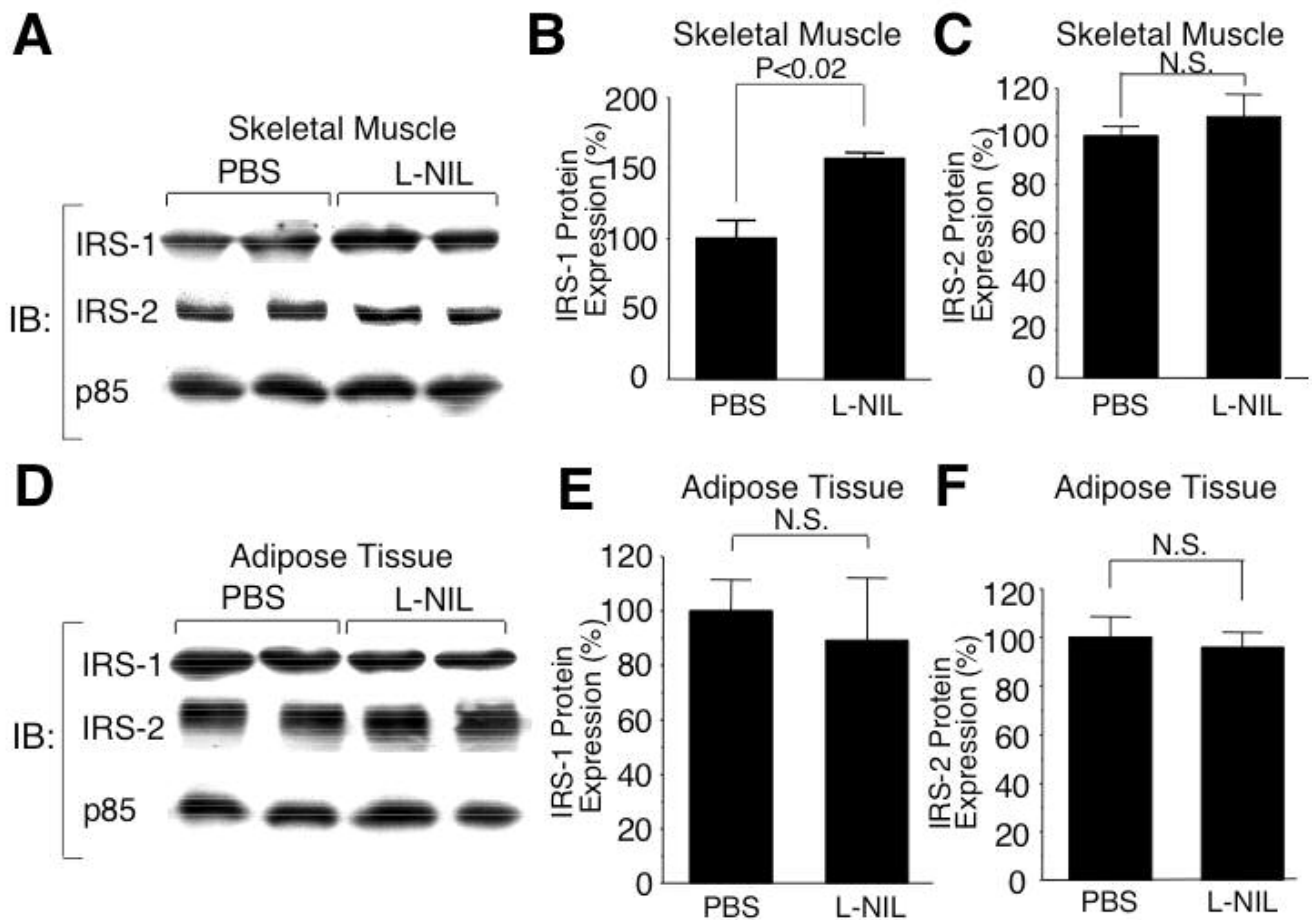 A
Skeletal Muscle
PBS L-NIL
IB:
IRS-1
IRS-2
p85
B
Skeletal Muscle
P<0.02
IRS-1 Protein
Expression (%)
200
150
100
50
0
PBS L-NIL
C
Skeletal Muscle
N.S.
IRS-2 Protein
Expression (%)
120
100
80
60
40
20
0
PBS L-NIL
D
Adipose Tissue
PBS L-NIL
IB:
IRS-1
IRS-2
p85
E
Adipose Tissue
N.S.
IRS-1 Protein
Expression (%)
120
100
80
60
40
20
0
PBS L-NIL
F
Adipose Tissue
N.S.
IRS-2 Protein
Expression (%)
120
100
80
60
40
20
0
PBS L-NIL